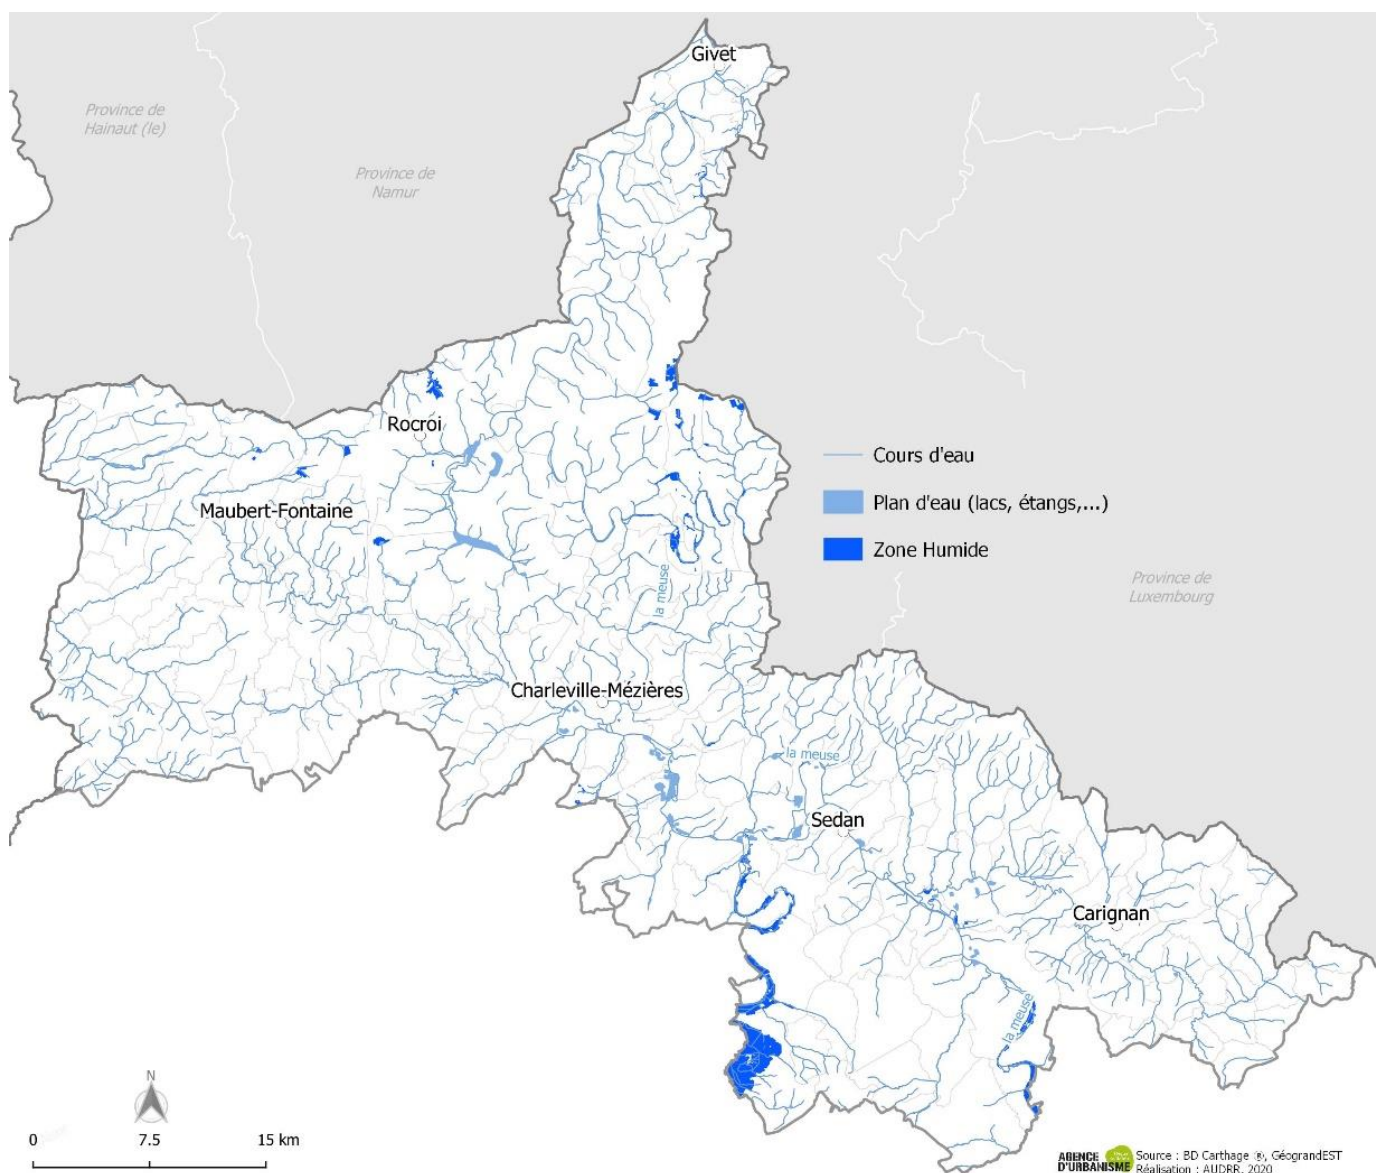 Givet
Province de
Hainaut (le)
Province de
Namur
Rocroi
Cours d'eau
Maubert-Fontaine
Plan d'eau (lacs, étangs,...)
Zone Humide
la meuse
Province de
Luxembourg
Charleville-Mézières
la meuse
Sedan
Carignan
la meuse
N
0 7.5 15 km
AGENCE
D'URBANISME
Source : BD Carthage ®, GéograndEST
Réalisation : AUDRR, 2020